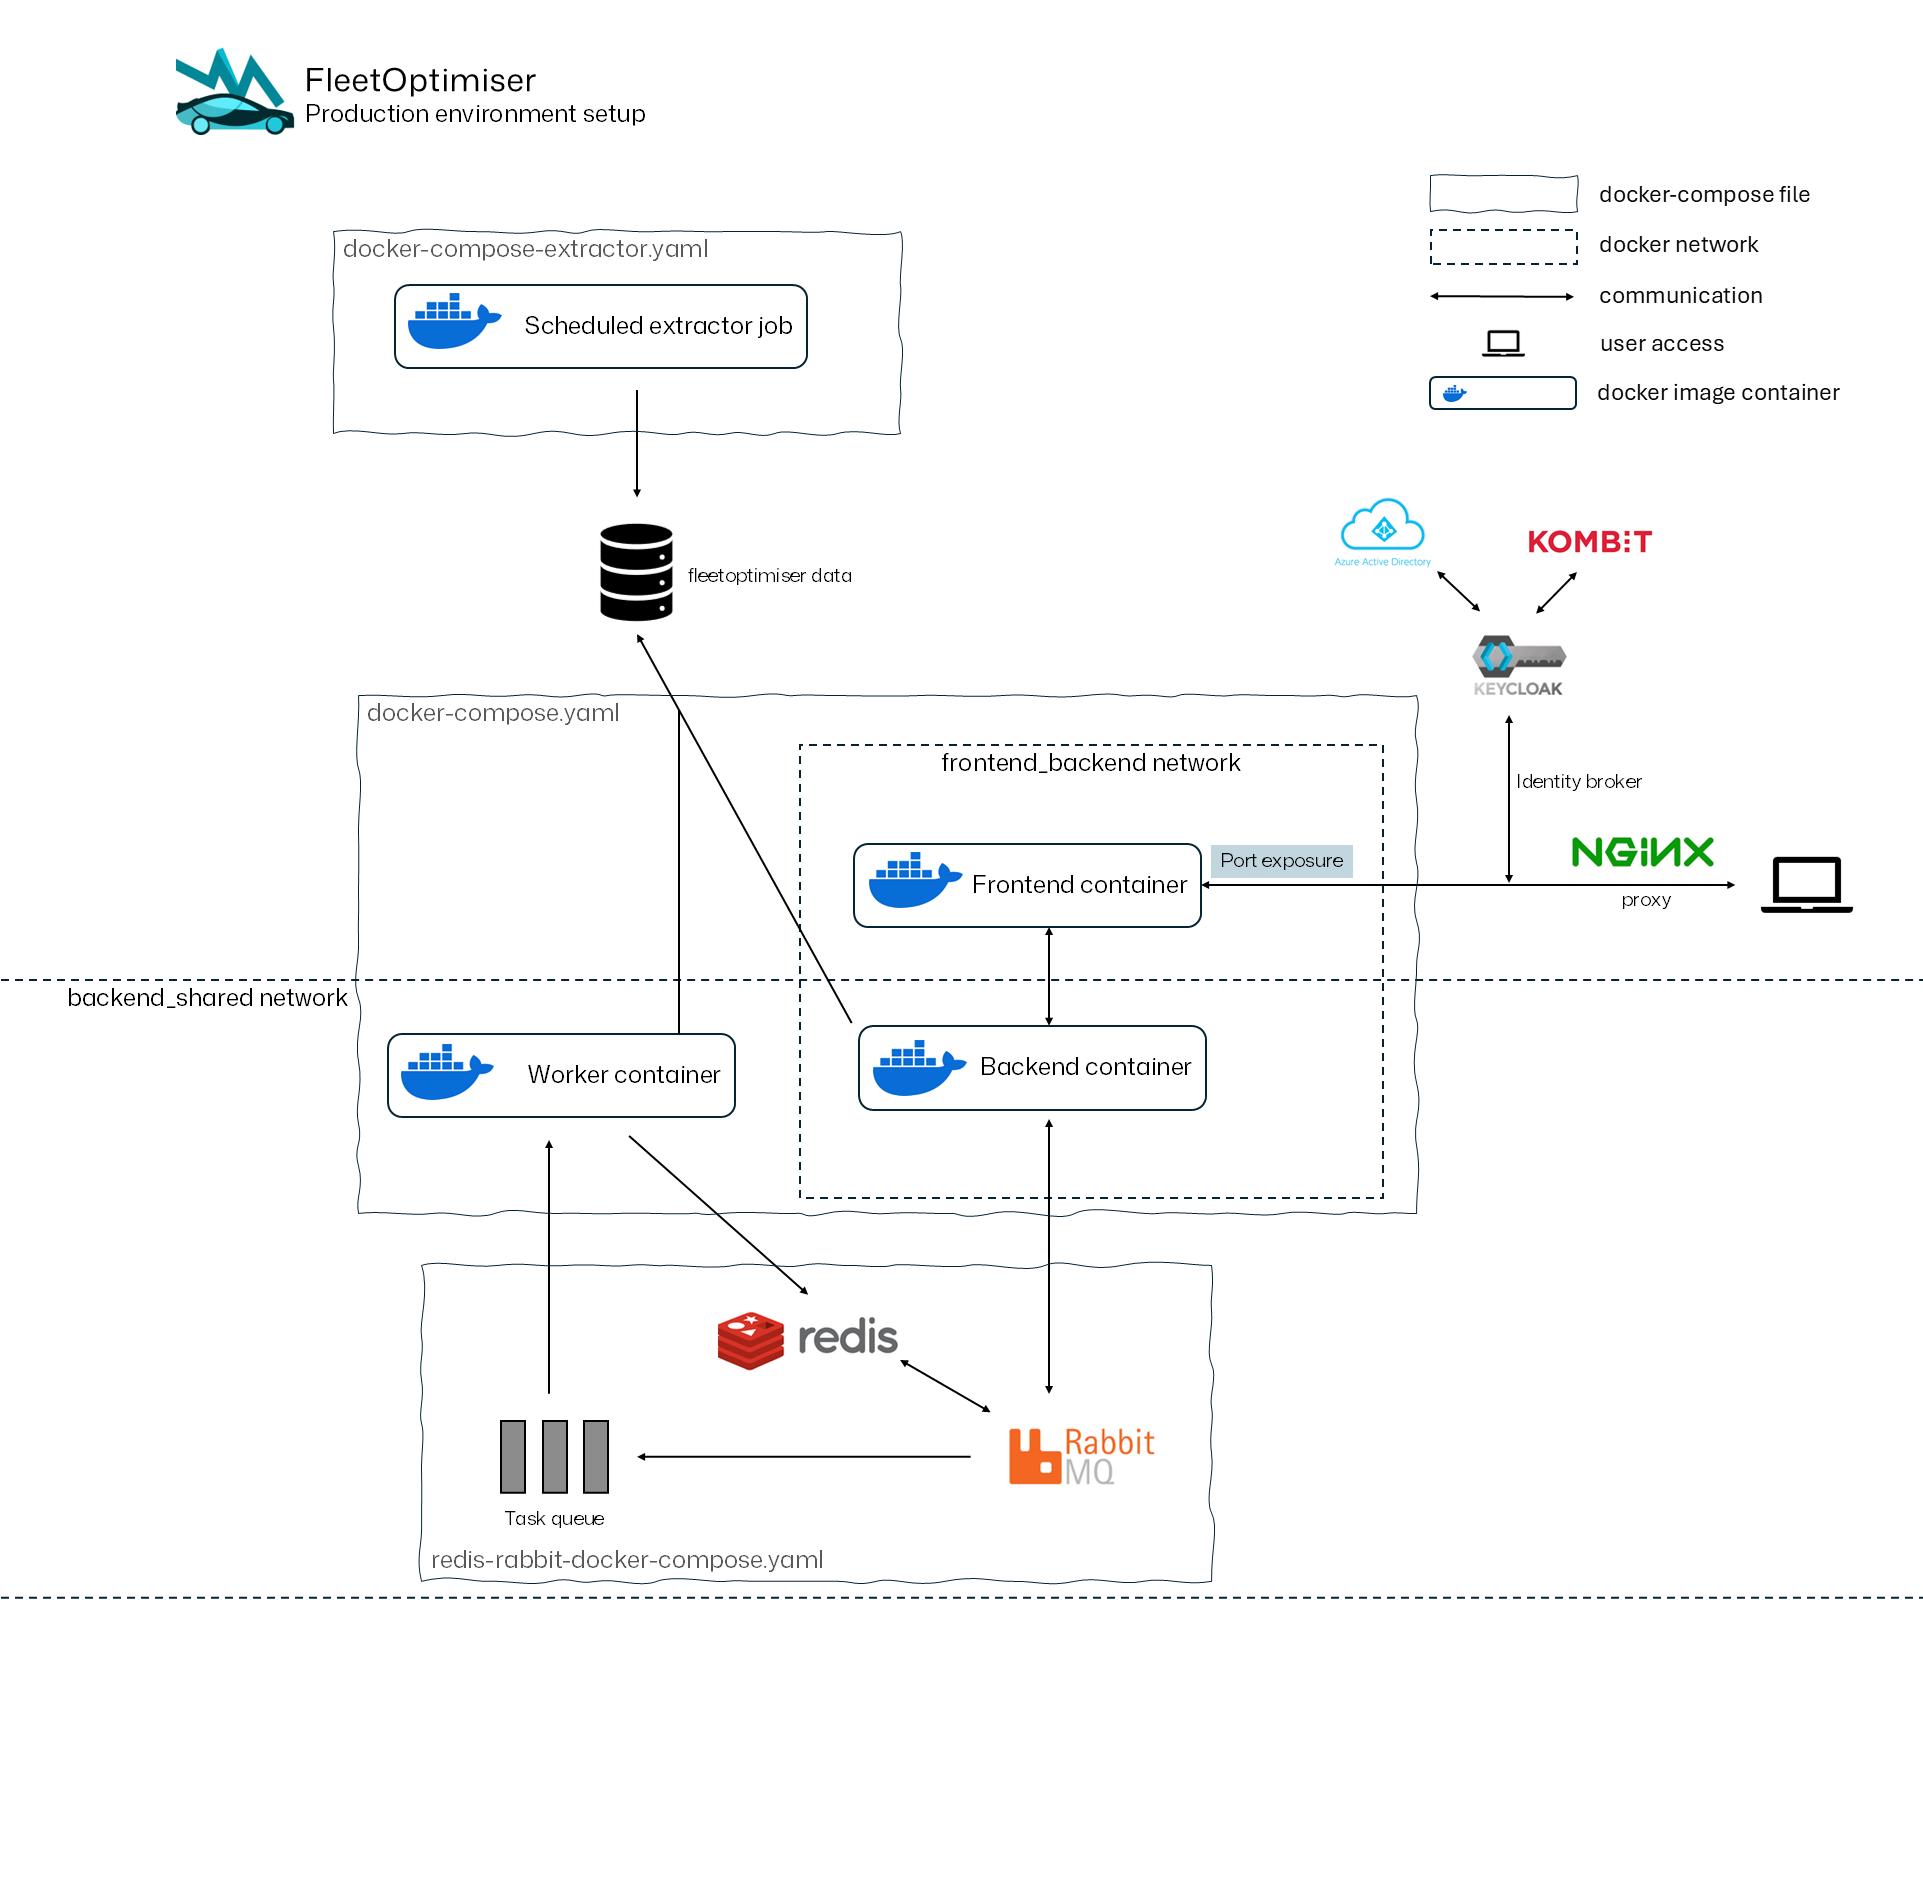 FleetOptimiser
Production environment setup
docker-compose file
docker network
communication
user access
docker image container
docker-compose-extractor.yaml
Scheduled extractor job
fleetoptimiser data
Azure Active Directory
KOMBIT
KEYCLOAK
Identity broker
NGINX
proxy
docker-compose.yaml
frontend_backend network
Port exposure
Frontend container
backend_shared network
Worker container
Backend container
redis
Rabbit
MQ
Task queue
redis-rabbit-docker-compose.yaml